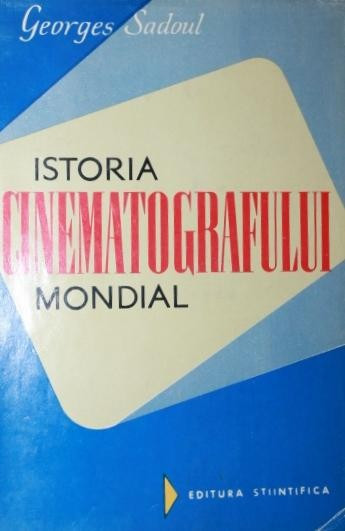 Georges Sadoul
ISTORIA
CINEMATOGRAFULUI
MONDIAL
EDITURA STIINTIFICA